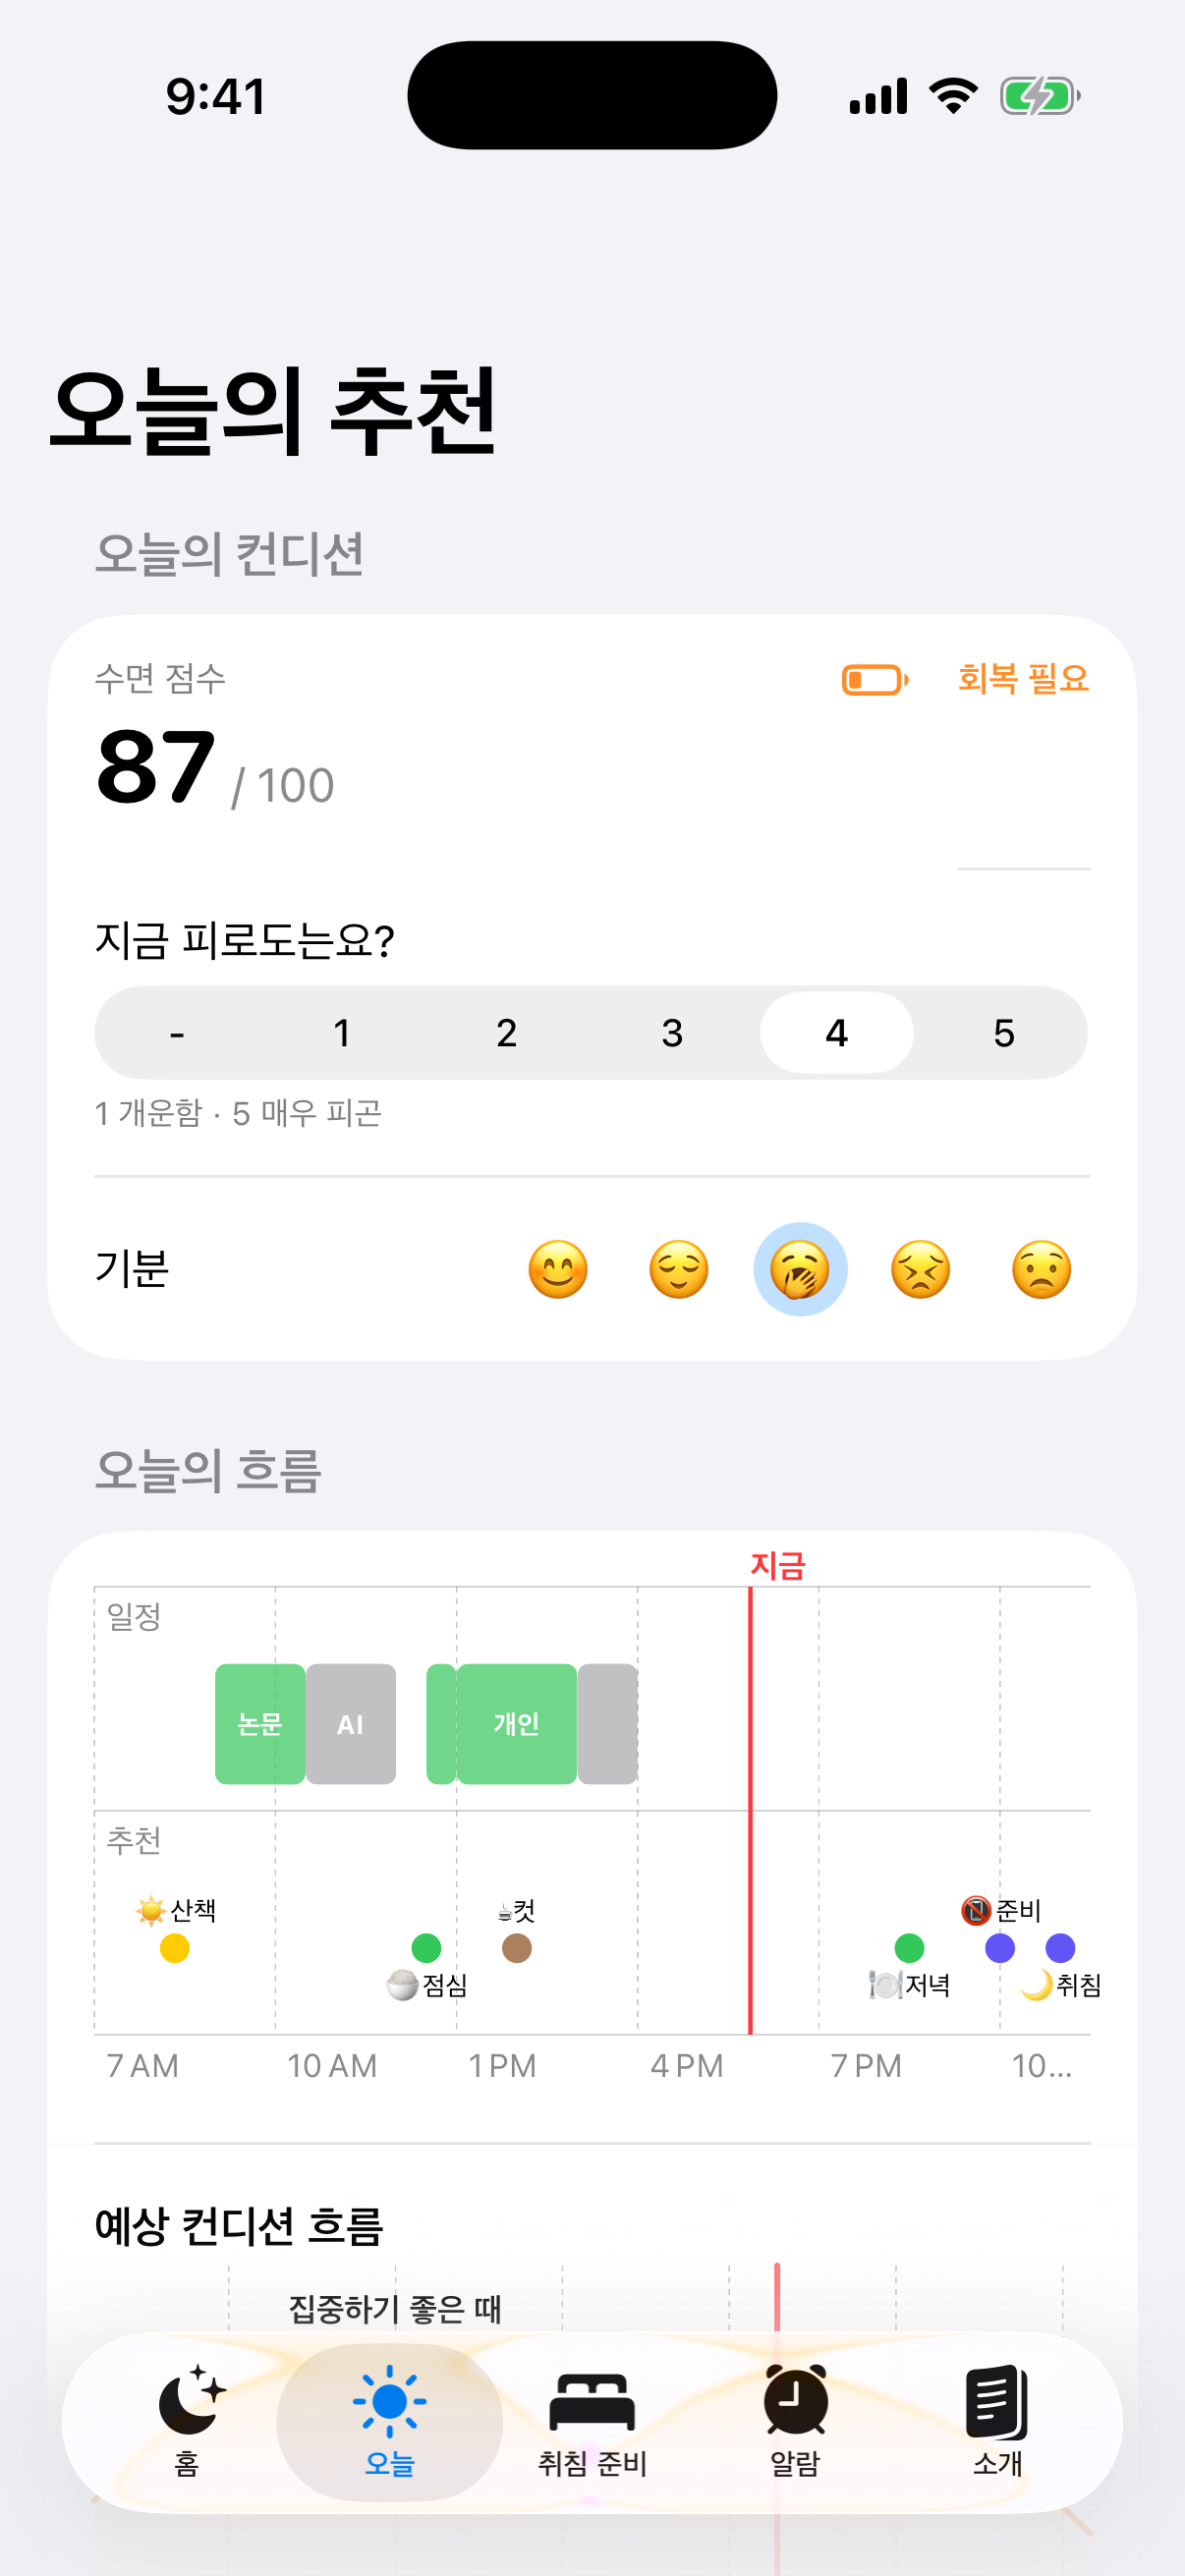 9:41
오늘의 추천
오늘의 컨디션
수면 점수
회복 필요
87 / 100
지금 피로도는요?
- 1 2 3 4 5
1 개운함 · 5 매우 피곤
기분
오늘의 흐름
지금
일정
논문 AI 개인
추천
☀️산책 ☕컷 📵준비
🍚점심 🍽️저녁 🌙취침
7 AM 10 AM 1 PM 4 PM 7 PM 10...
예상 컨디션 흐름
집중하기 좋은 때
홈 오늘 취침 준비 알람 소개